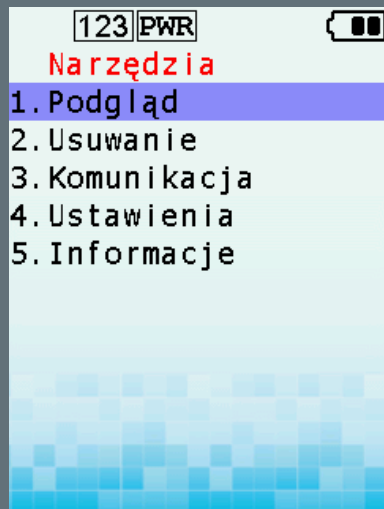 123 PWR
Narzędzia
1.Podgląd
2.Usuwanie
3.Komunikacja
4.Ustawienia
5.Informacje